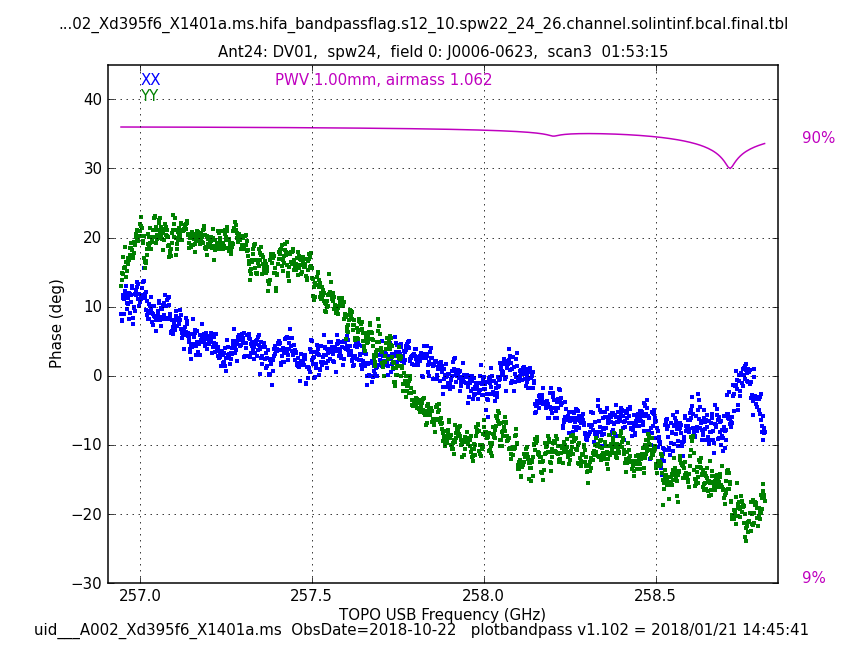 ...02_Xd395f6_X1401a.ms.hifa_bandpassflag.s12_10.spw22_24_26.channel.solintinf.bcal.final.tbl
Ant24: DV01,  spw24,  field 0: J0006-0623,  scan3  01:53:15
XX
PWV 1.00mm, airmass 1.062
YY
40
30
20
10
0
−10
−20
−30
90%
9%
Phase (deg)
257.0
257.5
258.0
258.5
TOPO USB Frequency (GHz)
uid___A002_Xd395f6_X1401a.ms  ObsDate=2018-10-22   plotbandpass v1.102 = 2018/01/21 14:45:41